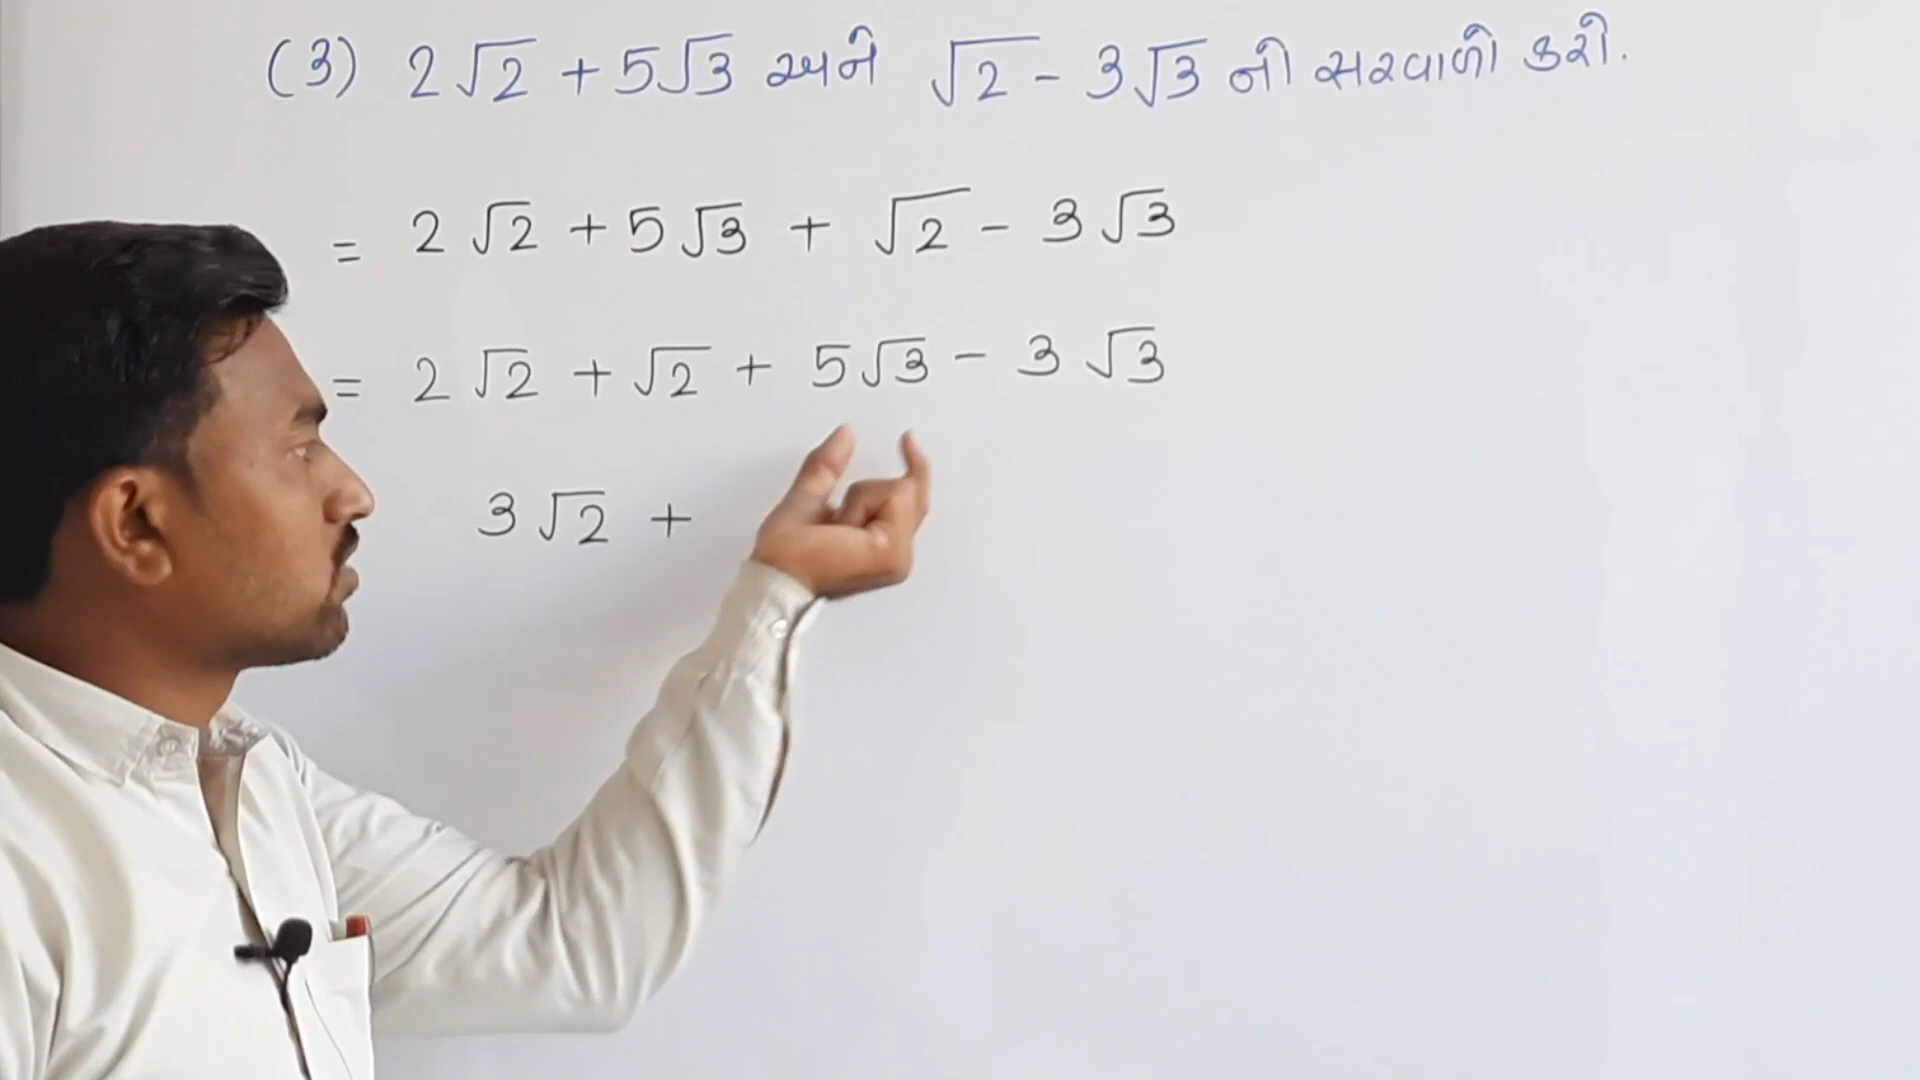 (3) 2√2 + 5√3 અને √2 - 3√3 નો સરવાળો કરો.
= 2√2 + 5√3 + √2 - 3√3
= 2√2 + √2 + 5√3 - 3√3
3√2 +